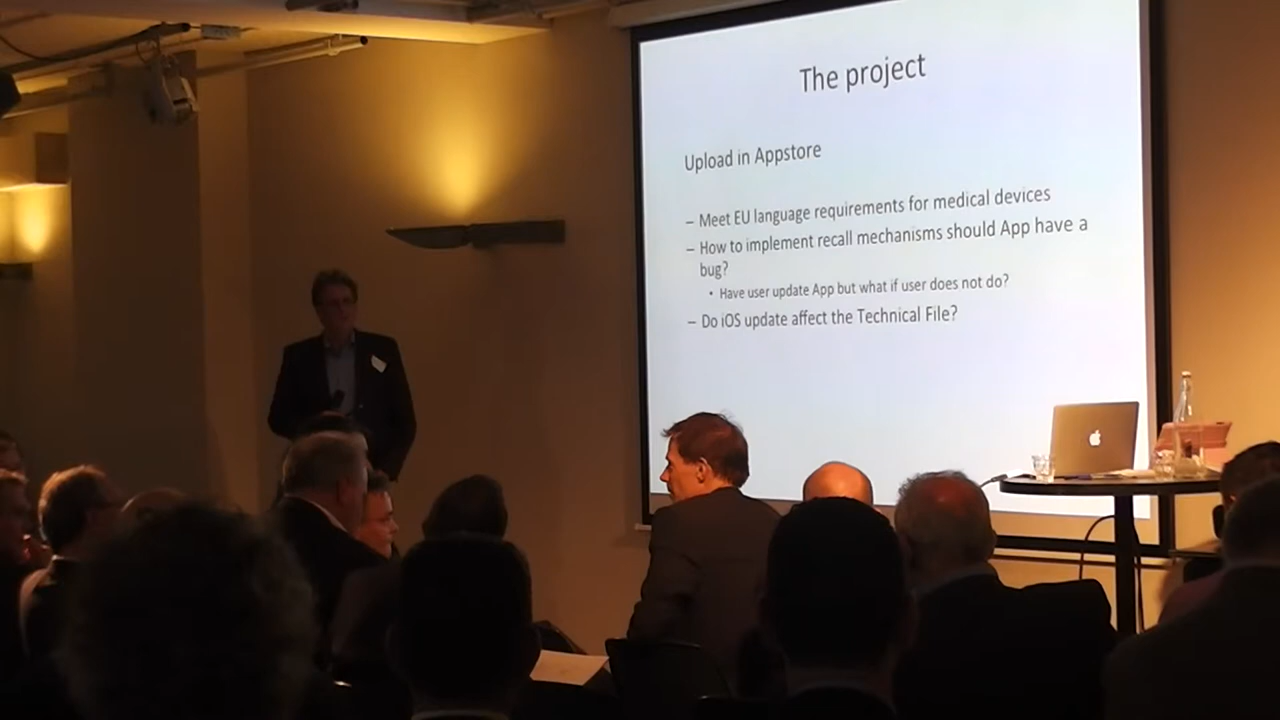 The project
Upload in Appstore
– Meet EU language requirements for medical devices
– How to implement recall mechanisms should App have a
bug?
• Have user update App but what if user does not do?
– Do iOS update affect the Technical File?